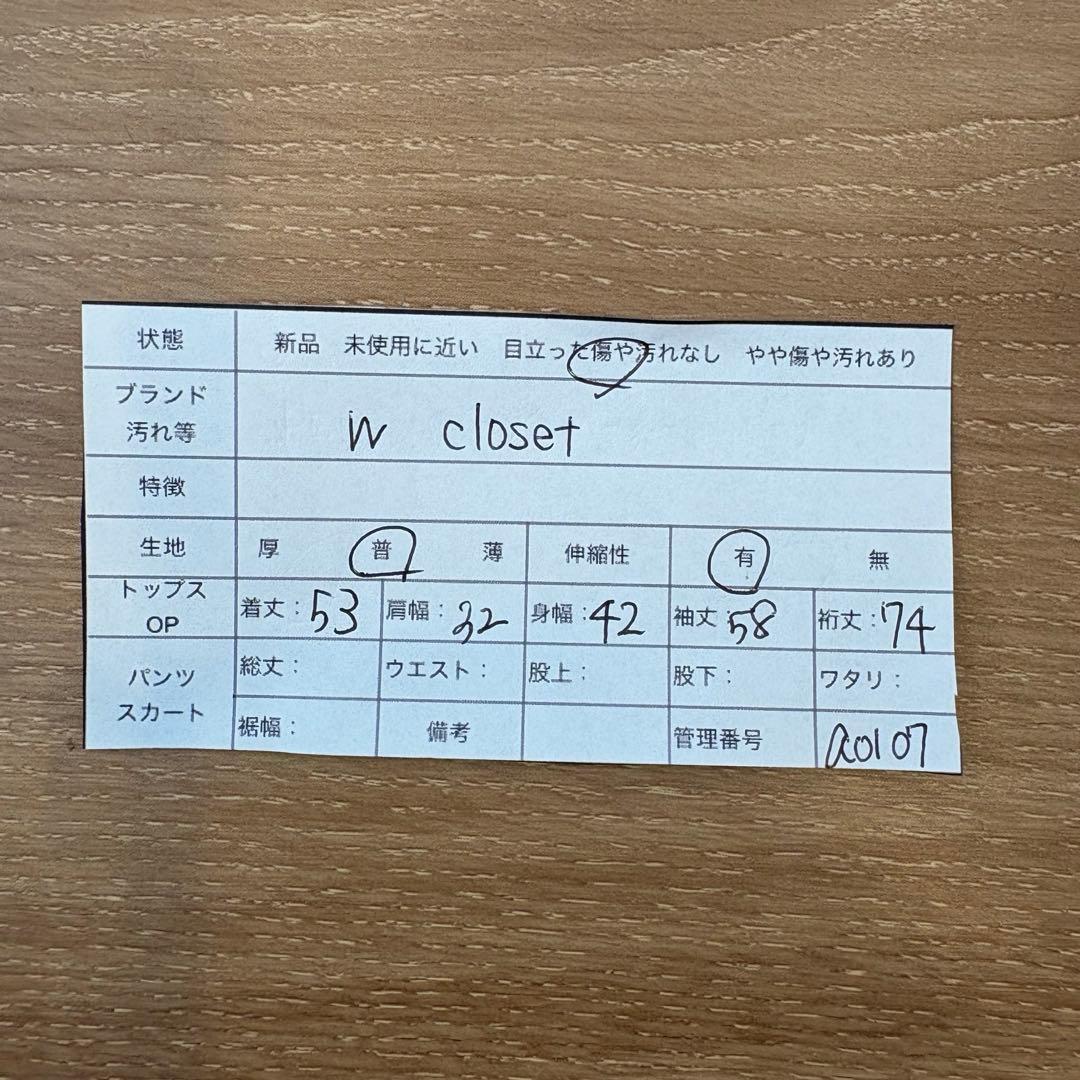 状態 新品 未使用に近い 目立った傷や汚れなし やや傷や汚れあり
ブランド
汚れ等 w closet
特徴
生地 厚 普 薄 伸縮性 有 無
トップス
OP 着丈:53 肩幅:32 身幅:42 袖丈:58 裄丈:74
パンツ
スカート 総丈: ウエスト: 股上: 股下: ワタリ:
裾幅: 備考 管理番号 a0107